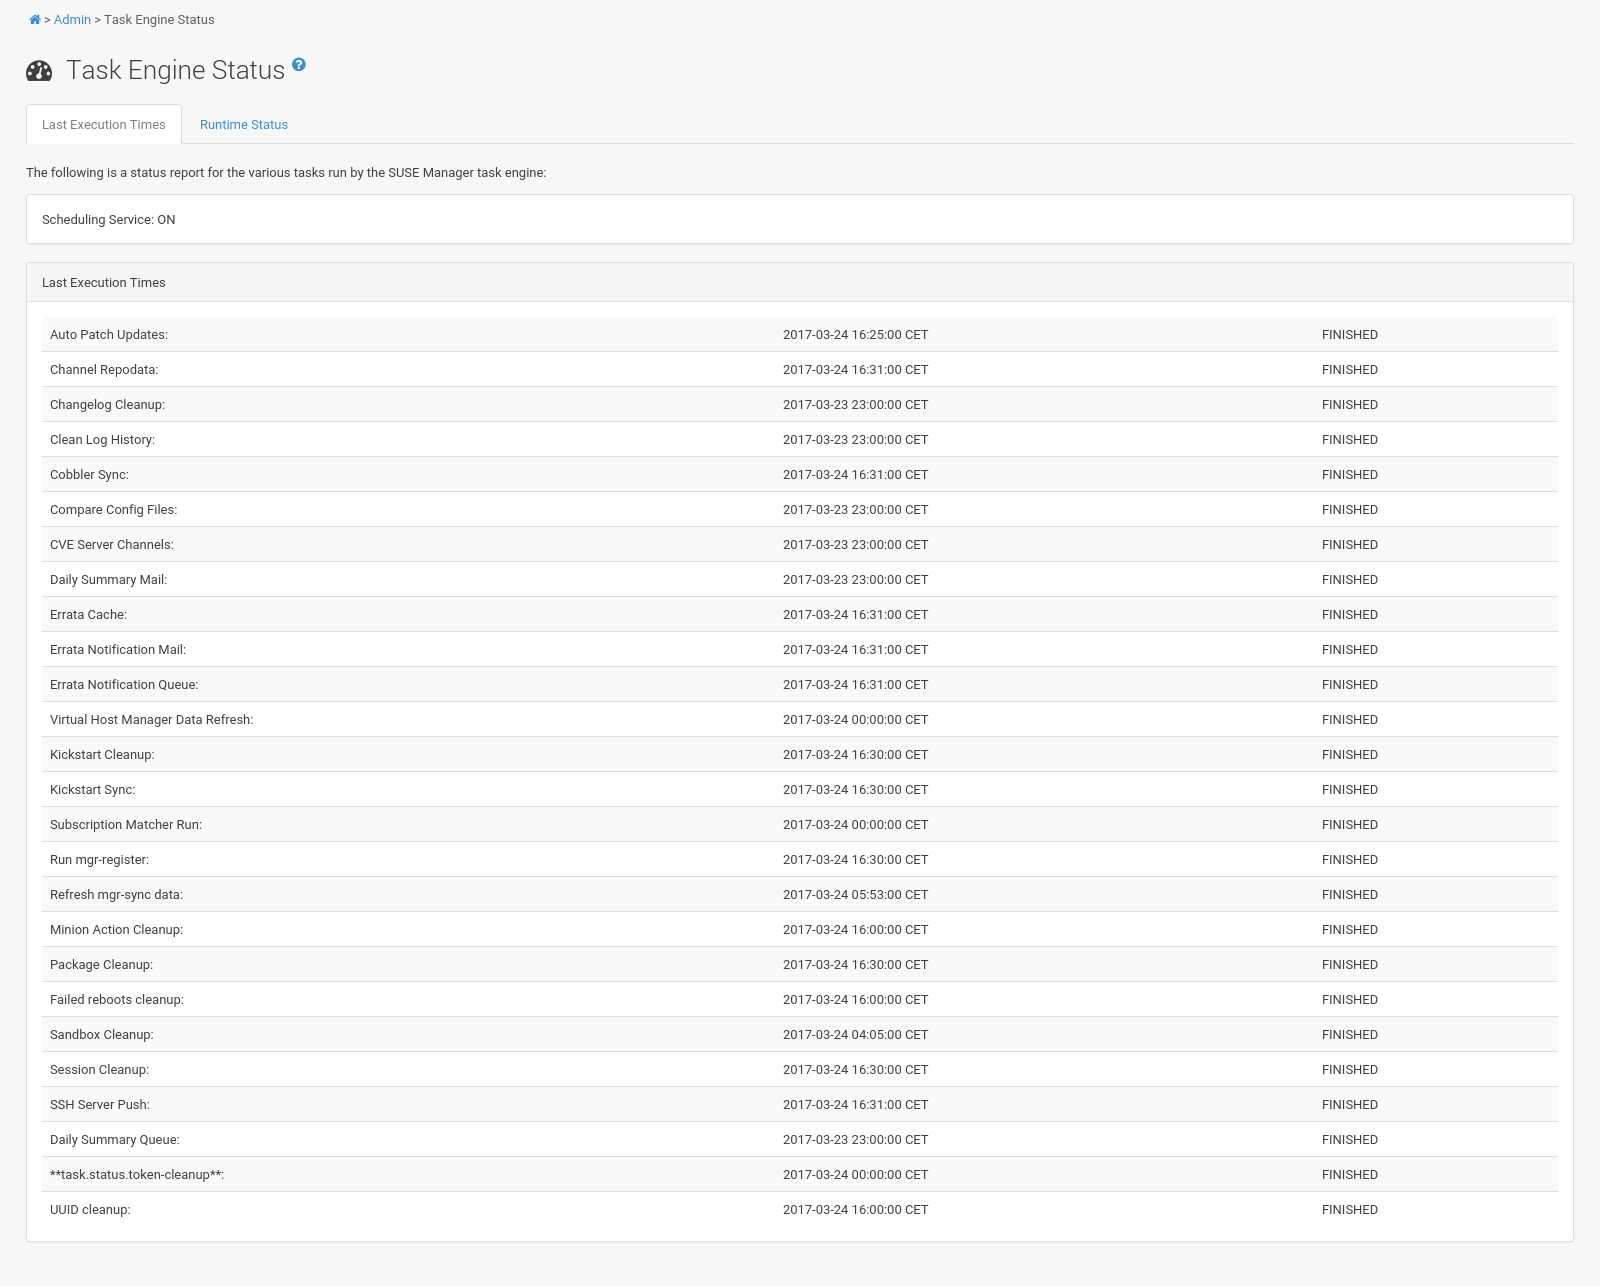 > Admin > Task Engine Status
Task Engine Status
Last Execution Times Runtime Status
The following is a status report for the various tasks run by the SUSE Manager task engine:
Scheduling Service: ON
Last Execution Times
Auto Patch Updates: 2017-03-24 16:25:00 CET FINISHED
Channel Repodata: 2017-03-24 16:31:00 CET FINISHED
Changelog Cleanup: 2017-03-23 23:00:00 CET FINISHED
Clean Log History: 2017-03-23 23:00:00 CET FINISHED
Cobbler Sync: 2017-03-24 16:31:00 CET FINISHED
Compare Config Files: 2017-03-23 23:00:00 CET FINISHED
CVE Server Channels: 2017-03-23 23:00:00 CET FINISHED
Daily Summary Mail: 2017-03-23 23:00:00 CET FINISHED
Errata Cache: 2017-03-24 16:31:00 CET FINISHED
Errata Notification Mail: 2017-03-24 16:31:00 CET FINISHED
Errata Notification Queue: 2017-03-24 16:31:00 CET FINISHED
Virtual Host Manager Data Refresh: 2017-03-24 00:00:00 CET FINISHED
Kickstart Cleanup: 2017-03-24 16:30:00 CET FINISHED
Kickstart Sync: 2017-03-24 16:30:00 CET FINISHED
Subscription Matcher Run: 2017-03-24 00:00:00 CET FINISHED
Run mgr-register: 2017-03-24 16:30:00 CET FINISHED
Refresh mgr-sync data: 2017-03-24 05:53:00 CET FINISHED
Minion Action Cleanup: 2017-03-24 16:00:00 CET FINISHED
Package Cleanup: 2017-03-24 16:30:00 CET FINISHED
Failed reboots cleanup: 2017-03-24 16:00:00 CET FINISHED
Sandbox Cleanup: 2017-03-24 04:05:00 CET FINISHED
Session Cleanup: 2017-03-24 16:30:00 CET FINISHED
SSH Server Push: 2017-03-24 16:31:00 CET FINISHED
Daily Summary Queue: 2017-03-23 23:00:00 CET FINISHED
**task.status.token-cleanup**: 2017-03-24 00:00:00 CET FINISHED
UUID cleanup: 2017-03-24 16:00:00 CET FINISHED